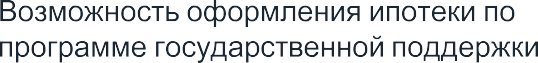 Возможность оформления ипотеки по
программе государственной поддержки